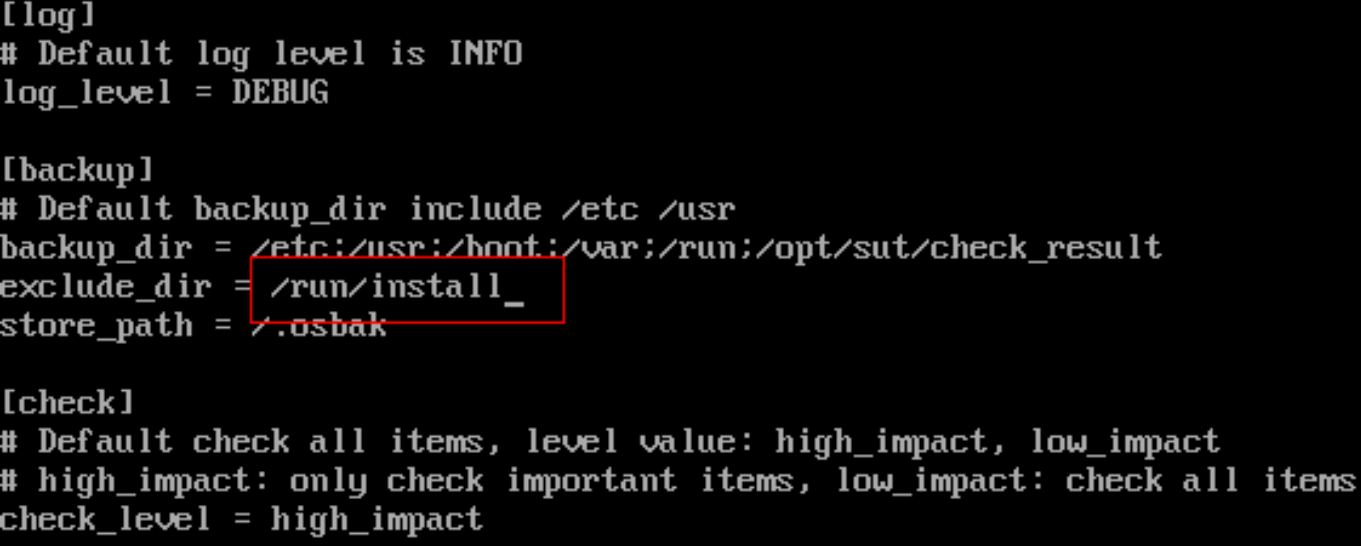 [log]
# Default log level is INFO
log_level = DEBUG
[backup]
# Default backup_dir include /etc /usr
backup_dir = /etc;/usr;/boot;/var;/run;/opt/sut/check_result
exclude_dir = /run/install_
store_path = /.osbak
[check]
# Default check all items, level value: high_impact, low_impact
# high_impact: only check important items, low_impact: check all items
check_level = high_impact